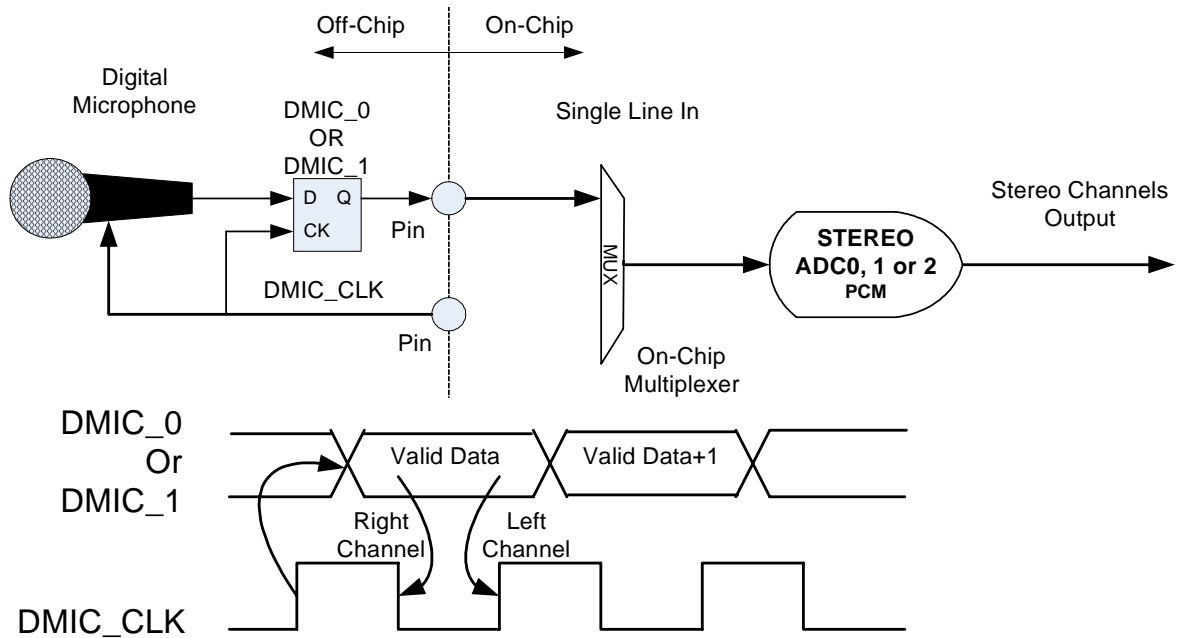 Off-Chip
On-Chip
Digital
Microphone
DMIC_0
OR
DMIC_1
Single Line In
D Q
CK
Pin
MUX
STEREO
ADC0, 1 or 2
PCM
Stereo Channels
Output
DMIC_CLK
Pin
On-Chip
Multiplexer
DMIC_0
Or
DMIC_1
Valid Data
Valid Data+1
Right
Channel
Left
Channel
DMIC_CLK